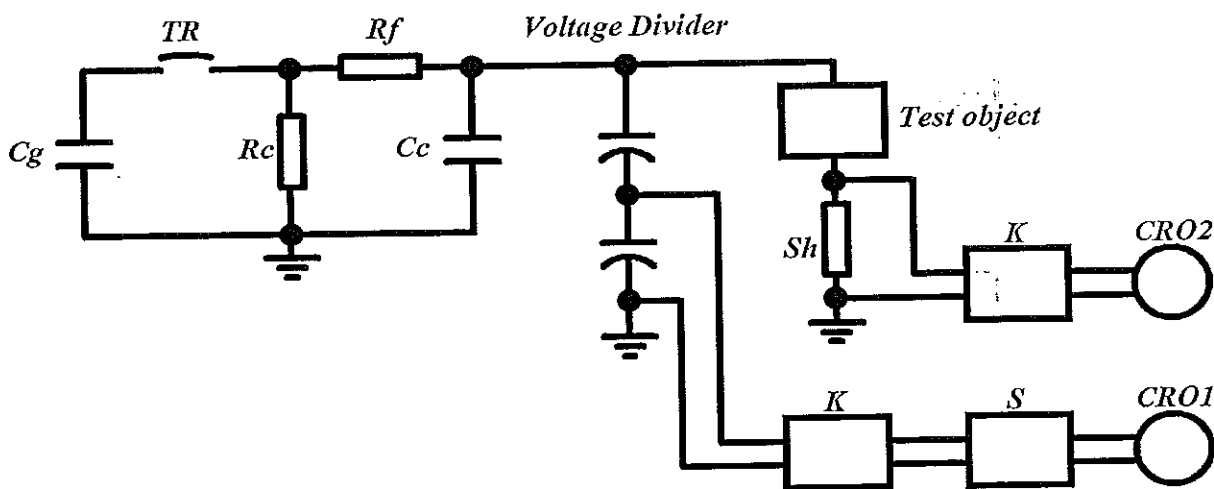 TR
Rf
Voltage Divider
Cg
Rc
Cc
Test object
Sh
K
CRO2
K
S
CRO1